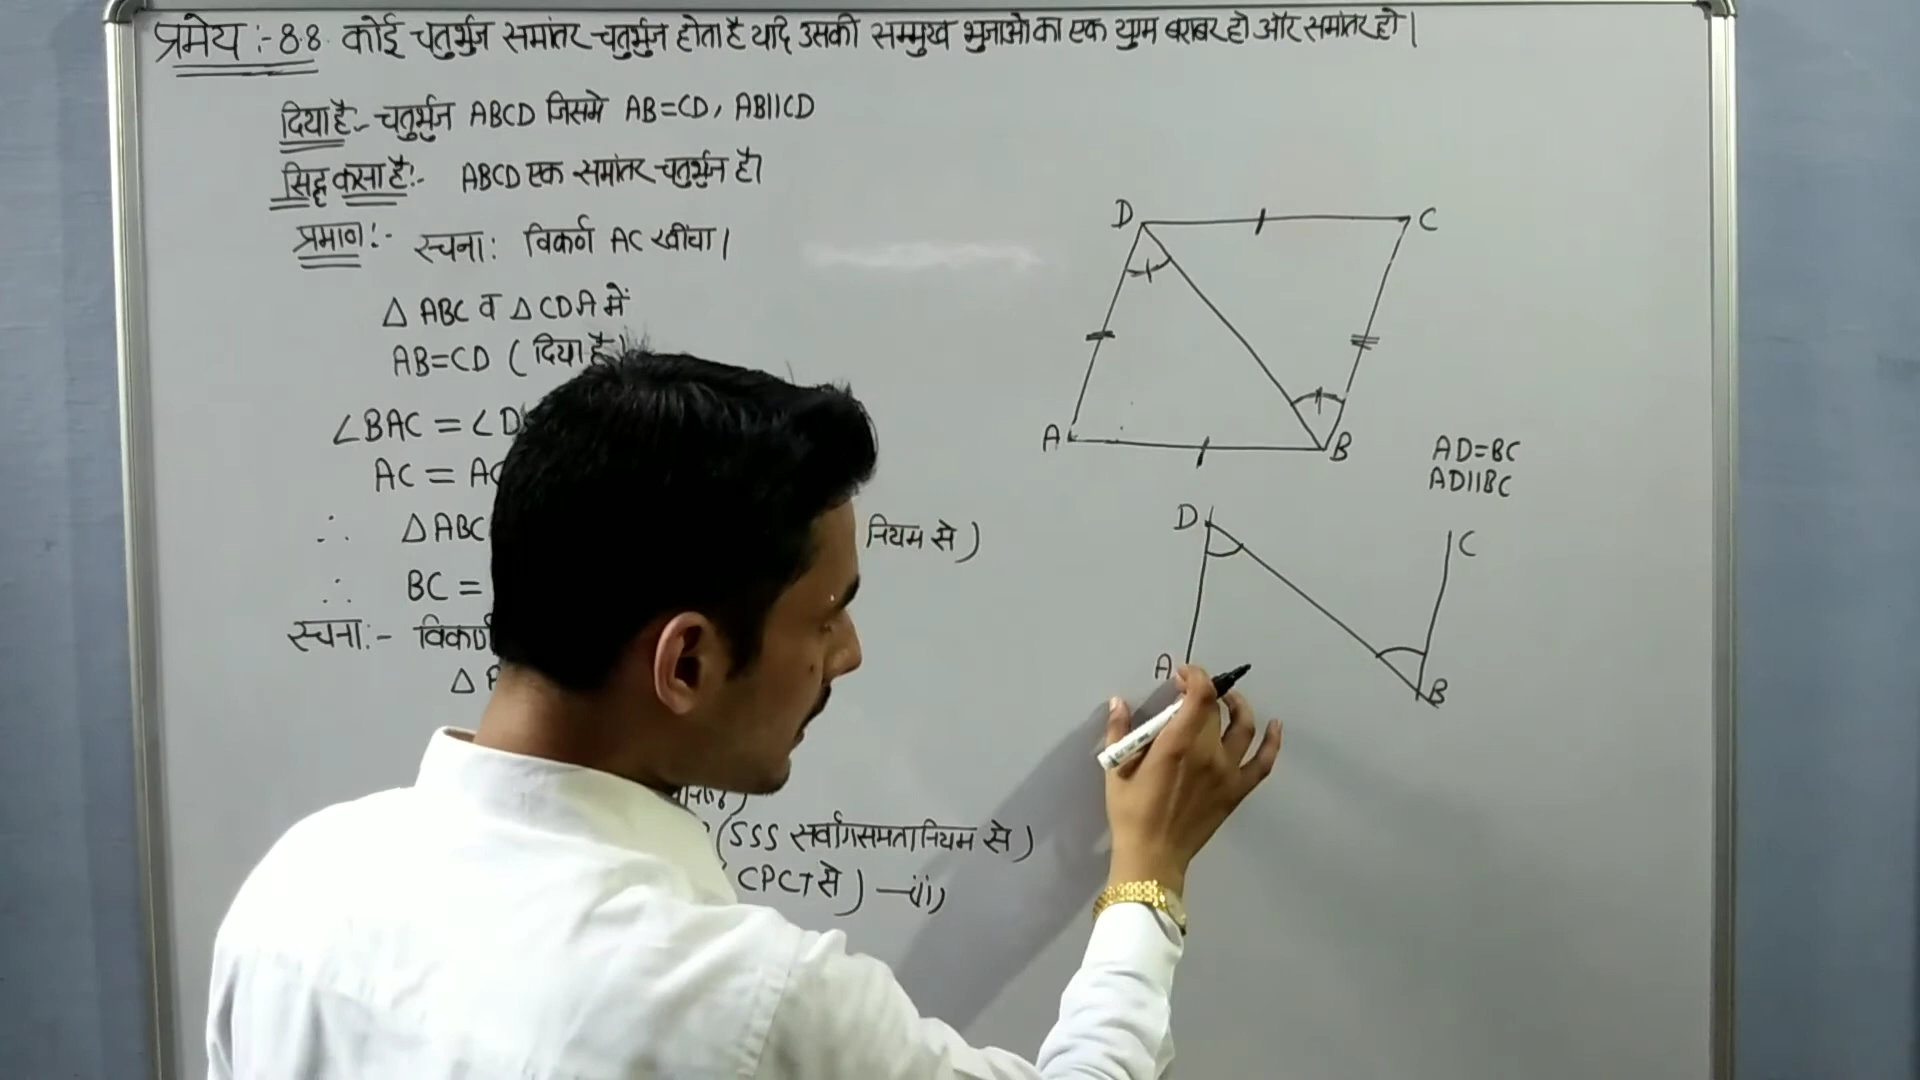 प्रमेय :- 8.8. कोई चतुर्भुज समांतर चतुर्भुज होता है यदि उसकी सम्मुख भुजाओ का एक युग्म बराबर हो और समांतर हो।
दिया है:- चतुर्भुज ABCD जिसमे AB=CD, AB||CD
सिद्ध करना है:- ABCD एक समांतर चतुर्भुज है।
प्रमाण:- रचना: विकर्ण AC खींचा।
△ ABC व △ CDA में
AB=CD (दिया है)
∠BAC = ∠D
AC = AC
∴ △ABC नियम से)
∴ BC =
रचना:- विकर्ण
△
(SSS सर्वांगसमता नियम से)
CPCT से) —(ii)
D C
A B
AD=BC
AD||BC
D C
A B